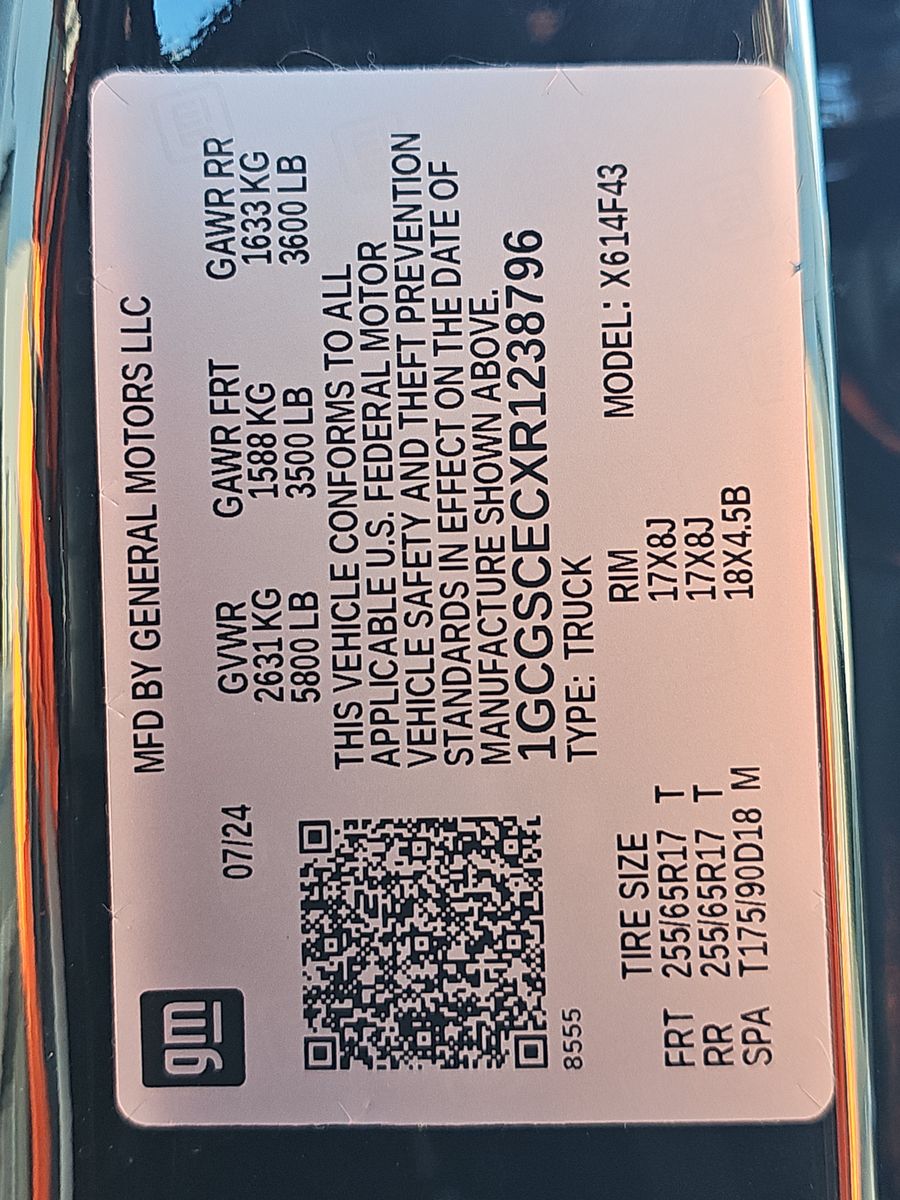 gm
MFD BY GENERAL MOTORS LLC
07/24
GVWR GAWR FRT GAWR RR
2631 KG 1588 KG 1633 KG
5800 LB 3500 LB 3600 LB
THIS VEHICLE CONFORMS TO ALL
APPLICABLE U.S. FEDERAL MOTOR
VEHICLE SAFETY AND THEFT PREVENTION
STANDARDS IN EFFECT ON THE DATE OF
MANUFACTURE SHOWN ABOVE.
1GCGSCECXR1238796
8555
TYPE: TRUCK MODEL: X614F43
TIRE SIZE RIM
FRT 255/65R17 T 17X8J
RR 255/65R17 T 17X8J
SPA T175/90D18 M 18X4.5B